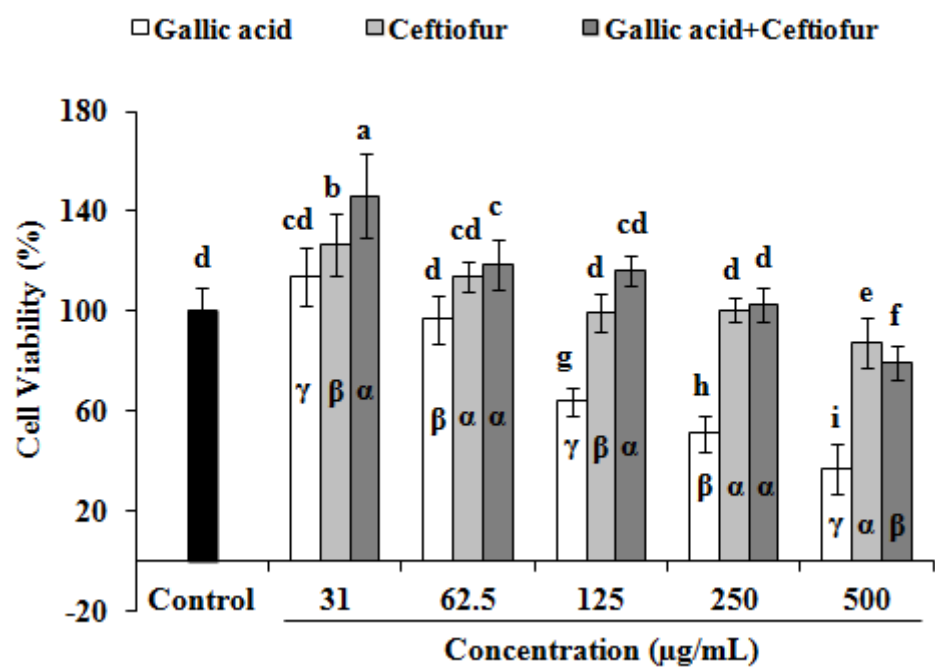 Gallic acid Ceftiofur Gallic acid+Ceftiofur
Cell Viability (%)
180
140
100
60
20
-20
d
cd b a
d cd c
g d cd
h d d
i e f
γ β α
β α α
γ β α
β α α
γ α β
Control 31 62.5 125 250 500
Concentration (µg/mL)